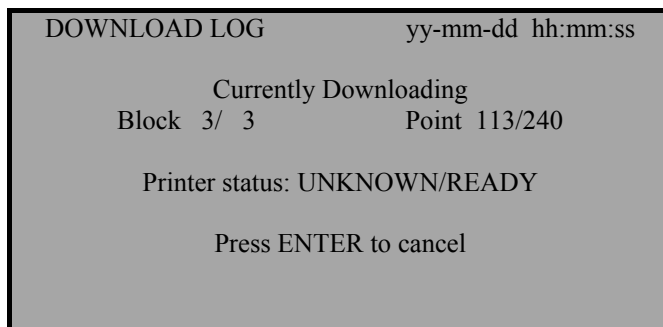 DOWNLOAD LOG yy-mm-dd hh:mm:ss
Currently Downloading
Block 3/ 3 Point 113/240
Printer status: UNKNOWN/READY
Press ENTER to cancel